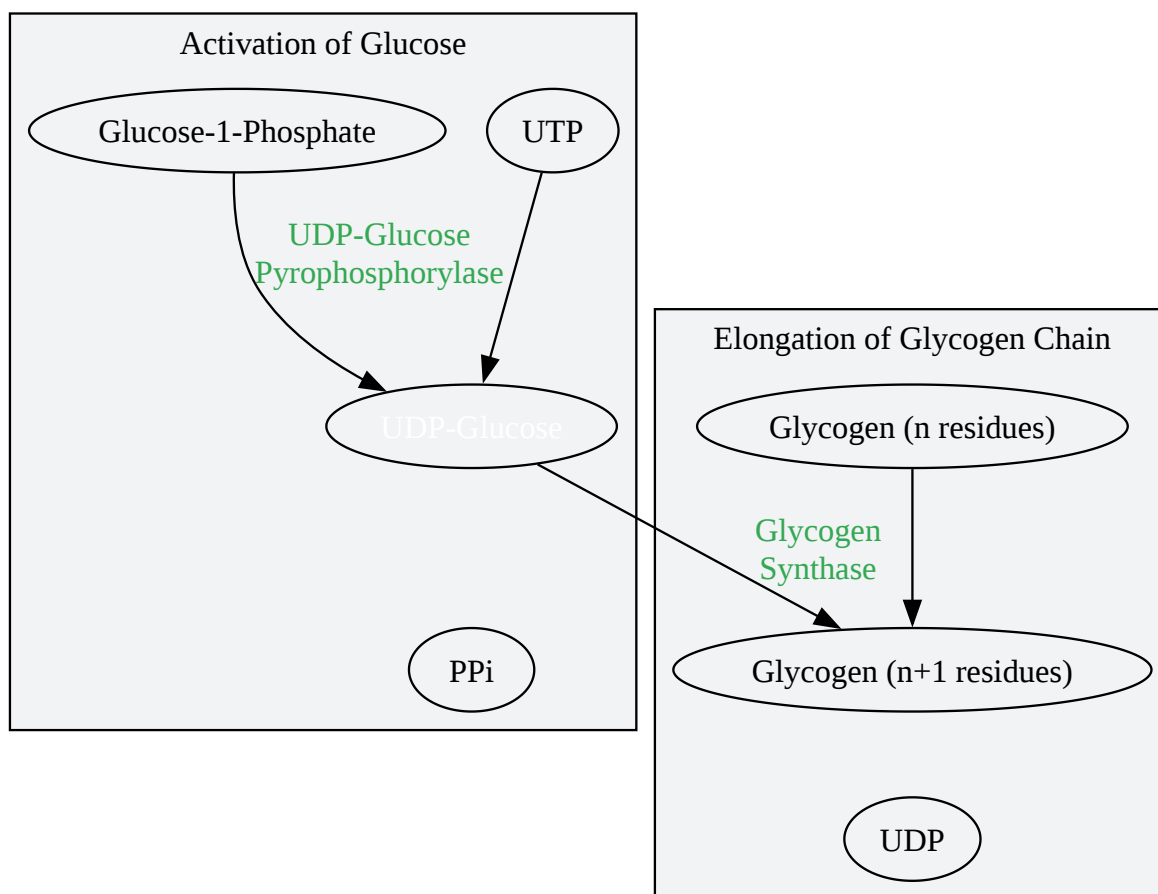 Activation of Glucose
Glucose-1-Phosphate
UTP
UDP-Glucose
Pyrophosphorylase
UDP-Glucose
PPi
Elongation of Glycogen Chain
Glycogen (n residues)
Glycogen
Synthase
Glycogen (n+1 residues)
UDP